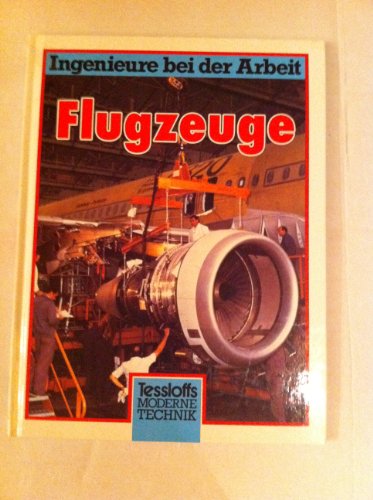 Ingenieure bei der Arbeit
Flugzeuge
Tessloffs
MODERNE
TECHNIK